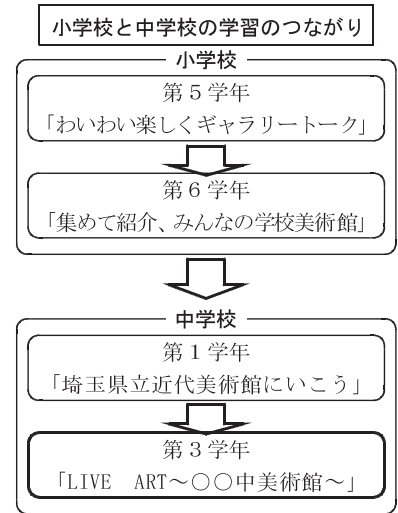 小学校と中学校の学習のつながり
小学校
第５学年
「わいわい楽しくギャラリートーク」
第６学年
「集めて紹介、みんなの学校美術館」
中学校
第１学年
「埼玉県立近代美術館にいこう」
第３学年
「LIVE　ART～○○中美術館～」